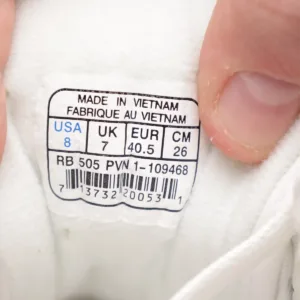 MADE IN VIETNAM
FABRIQUE AU VIETNAM
USA UK EUR CM
8 7 40.5 26
RB 505 PVN 1-109468
7 13732 20053 1